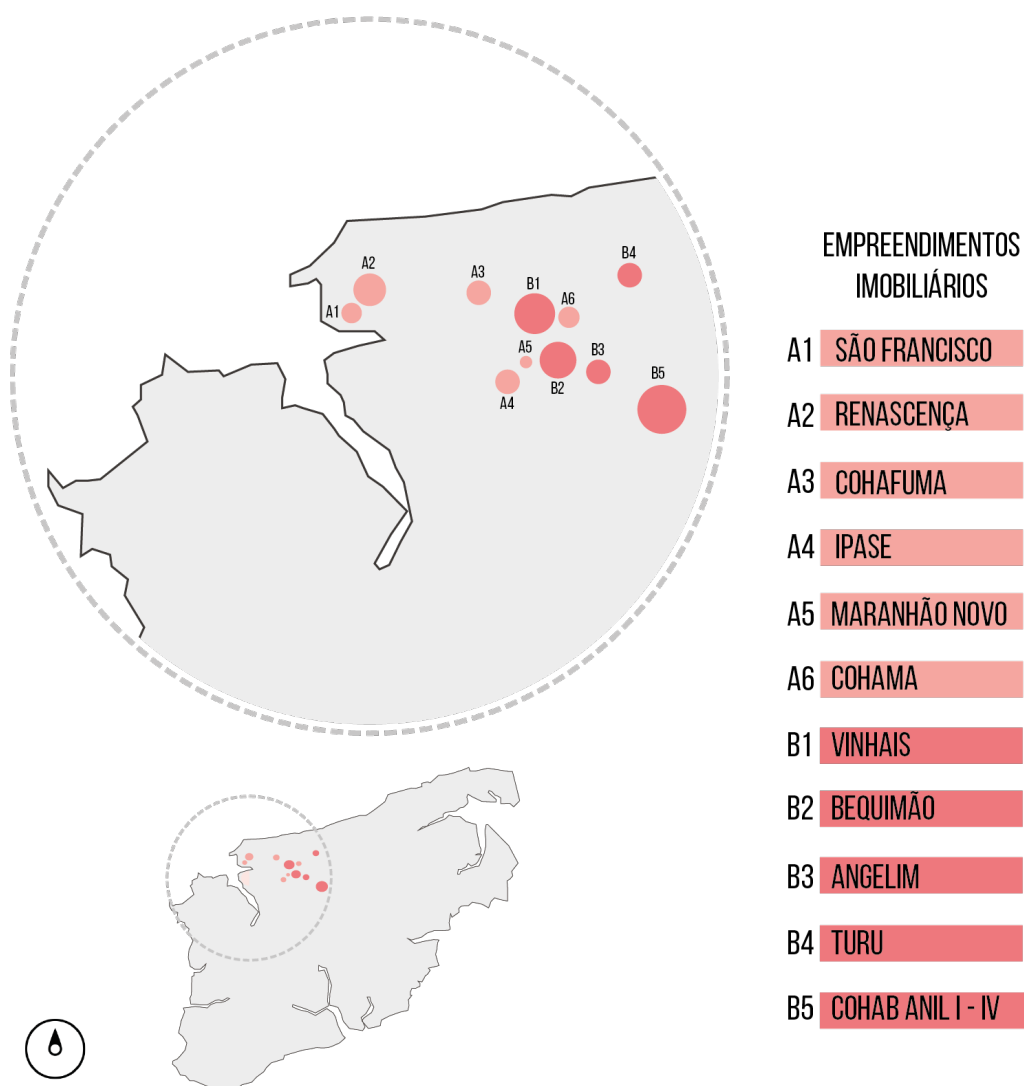 B4
A2
A3
B1
A6
A1
A5
B3
B5
B2
A4
EMPREENDIMENTOS
IMOBILIÁRIOS
A1 SÃO FRANCISCO
A2 RENASCENÇA
A3 COHAFUMA
A4 IPASE
A5 MARANHÃO NOVO
A6 COHAMA
B1 VINHAIS
B2 BEQUIMÃO
B3 ANGELIM
B4 TURU
B5 COHAB ANIL I - IV